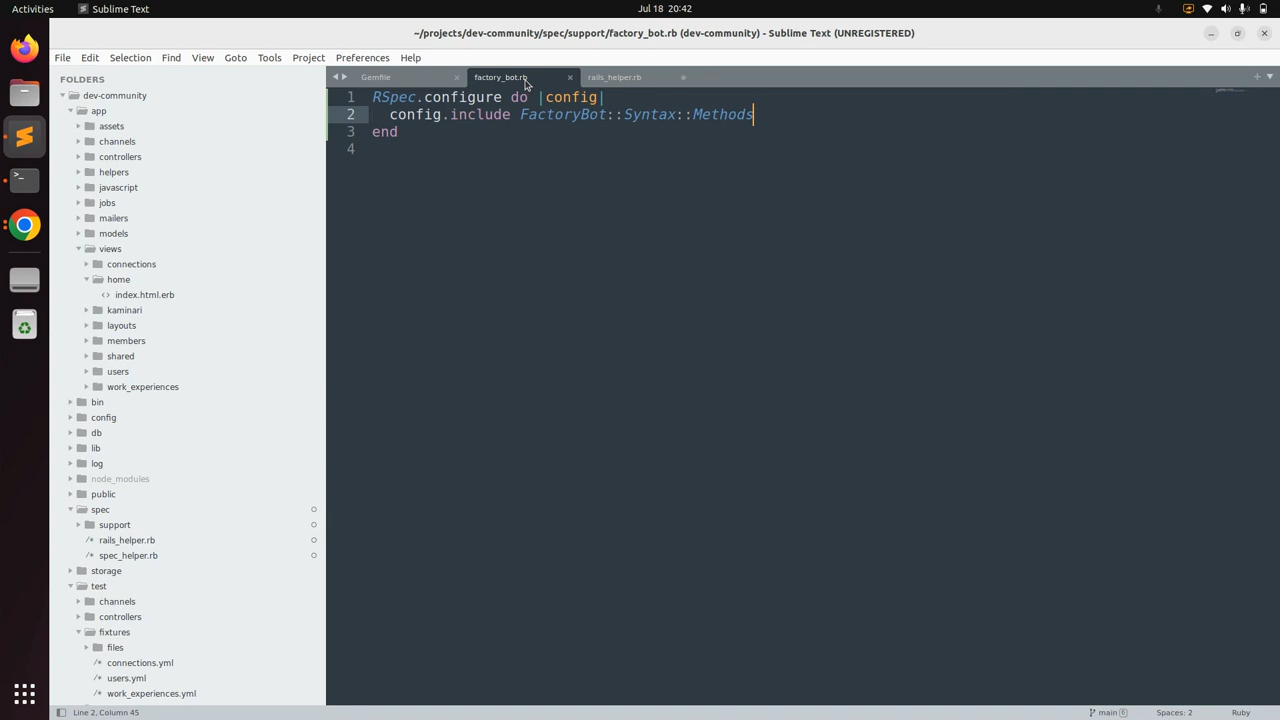 Activities
Sublime Text
Jul 18 20:42
~/projects/dev-community/spec/support/factory_bot.rb (dev-community) - Sublime Text (UNREGISTERED)
File Edit Selection Find View Goto Tools Project Preferences Help
FOLDERS
dev-community
app
assets
channels
controllers
helpers
javascript
jobs
mailers
models
views
connections
home
index.html.erb
kaminari
layouts
members
shared
users
work_experiences
bin
config
db
lib
log
node_modules
public
spec
support
rails_helper.rb
spec_helper.rb
storage
test
channels
controllers
fixtures
files
connections.yml
users.yml
work_experiences.yml
Gemfile
factory_bot.rb
rails_helper.rb
1 RSpec.configure do |config|
2 config.include FactoryBot::Syntax::Methods
3 end
4
Line 2, Column 45
main 6
Spaces: 2
Ruby